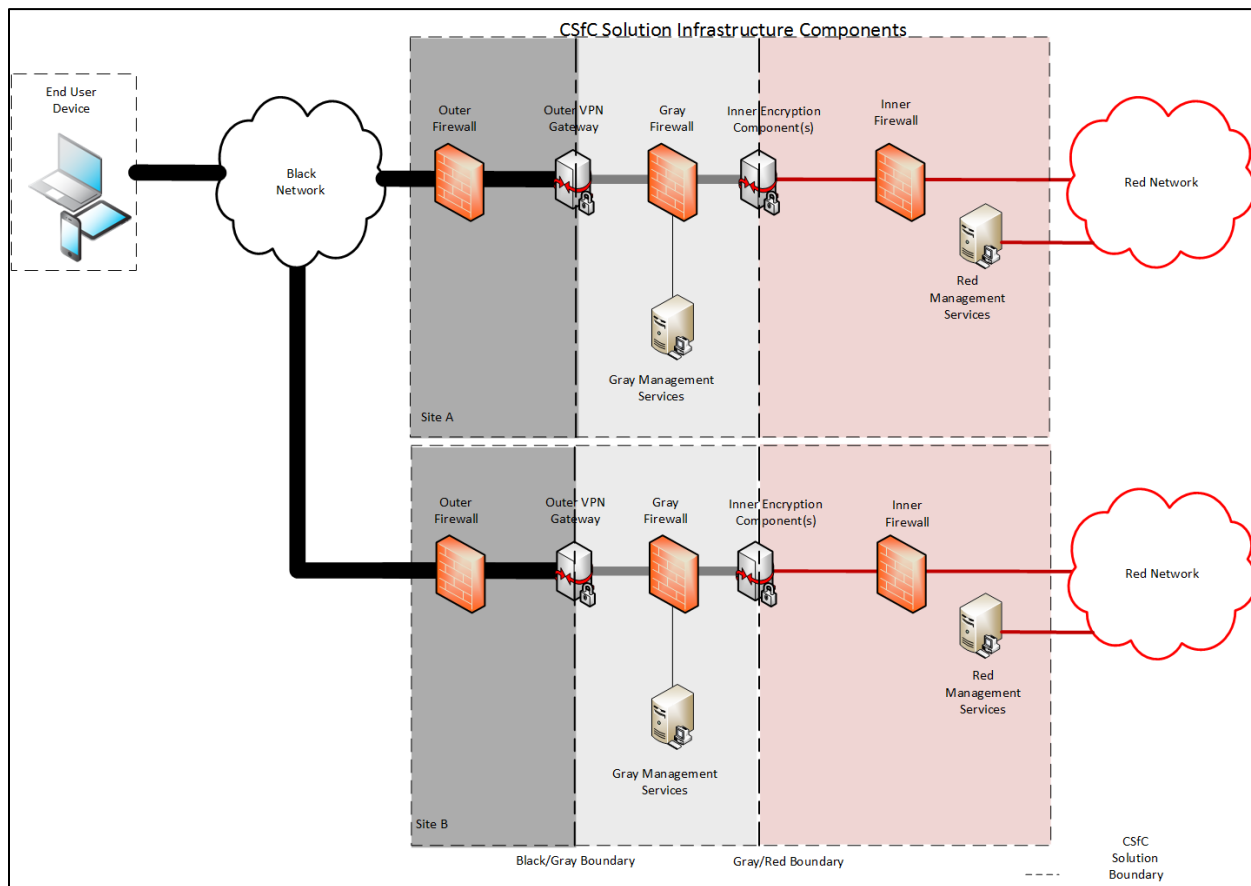 CSfC Solution Infrastructure Components
End User
Device
Black
Network
Outer
Firewall
Outer VPN
Gateway
Gray
Firewall
Inner Encryption
Component(s)
Inner
Firewall
Red Network
Red
Management
Services
Gray Management
Services
Site A
Outer
Firewall
Outer VPN
Gateway
Gray
Firewall
Inner Encryption
Component(s)
Inner
Firewall
Red Network
Red
Management
Services
Gray Management
Services
Site B
Black/Gray Boundary
Gray/Red Boundary
CSfC
Solution
Boundary